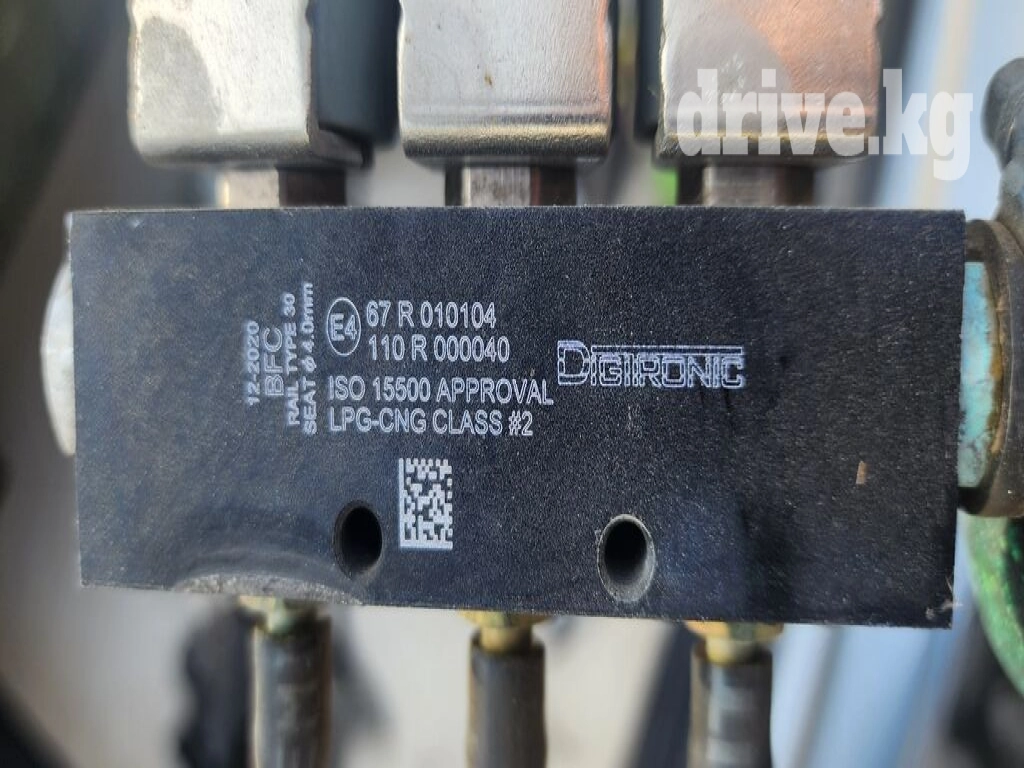 drive.kg
12-2020
BFC
RAIL TYPE 30
SEAT ϕ 4.0mm
E4
67 R 010104
110 R 000040
ISO 15500 APPROVAL
LPG-CNG CLASS #2
DIGITRONIC